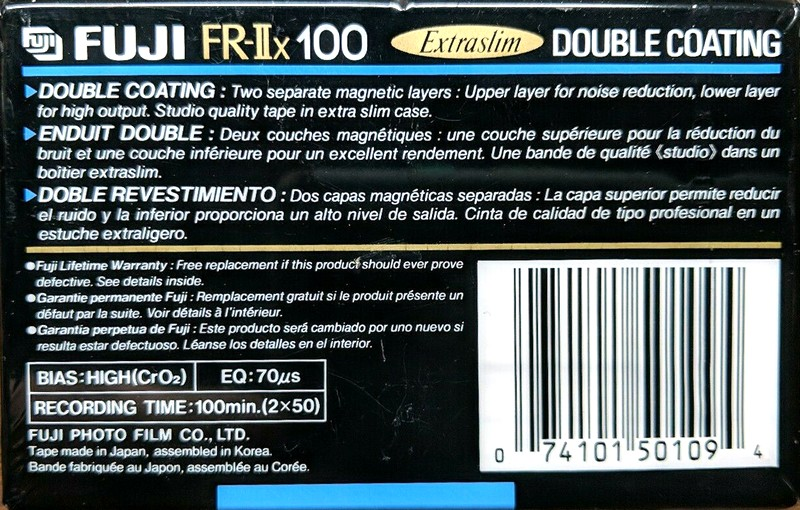 FUJI FUJI FR-IIx 100 Extraslim DOUBLE COATING
DOUBLE COATING : Two separate magnetic layers : Upper layer for noise reduction, lower layer
for high output. Studio quality tape in extra slim case.
ENDUIT DOUBLE : Deux couches magnétiques : une couche supérieure pour la réduction du
bruit et une couche inférieure pour un excellent rendement. Une bande de qualité 《studio》 dans un
boîtier extraslim.
DOBLE REVESTIMIENTO : Dos capas magnéticas separadas : La capa superior permite reducir
el ruido y la inferior proporciona un alto nivel de salida. Cinta de calidad de tipo profesional en un
estuche extraligero.
●Fuji Lifetime Warranty : Free replacement if this product should ever prove
defective. See details inside.
●Garantie permanente Fuji : Remplacement gratuit si le produit présente un
défaut par la suite. Voir détails à l'intérieur.
●Garantia perpetua de Fuji : Este producto será cambiado por uno nuevo si
resulta estar defectuoso. Léanse los detalles en el interior.
BIAS:HIGH(CrO₂) EQ:70μs
RECORDING TIME:100min.(2×50)
FUJI PHOTO FILM CO., LTD.
Tape made in Japan, assembled in Korea.
Bande fabriquée au Japon, assemblée au Corée.
0 74101 50109 4